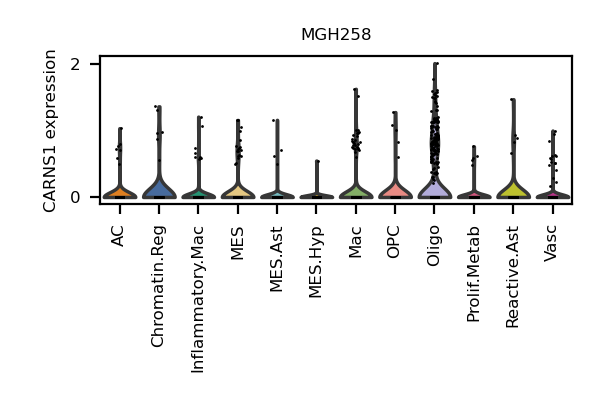 MGH258
CARNS1 expression
2
0
AC
Chromatin.Reg
Inflammatory.Mac
MES
MES.Ast
MES.Hyp
Mac
OPC
Oligo
Prolif.Metab
Reactive.Ast
Vasc